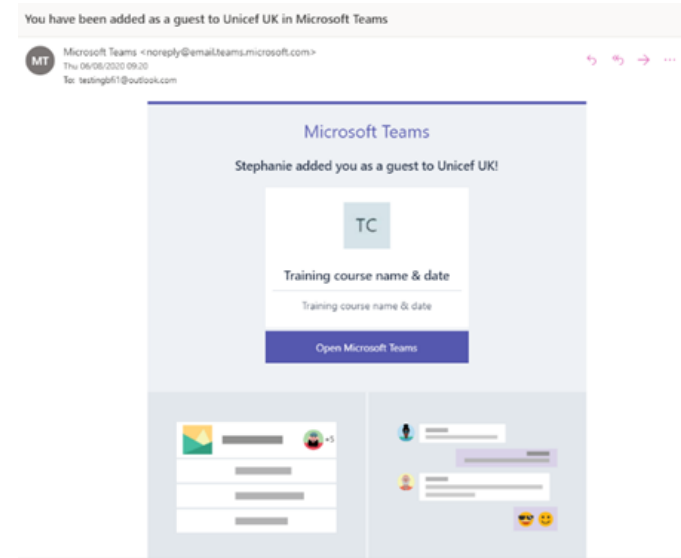 You have been added as a guest to Unicef UK in Microsoft Teams
MT
Microsoft Teams <noreply@email.teams.microsoft.com>
Thu 06/08/2020 09:20
To: testingbfi1@outlook.com
Microsoft Teams
Stephanie added you as a guest to Unicef UK!
TC
Training course name & date
Training course name & date
Open Microsoft Teams
+5